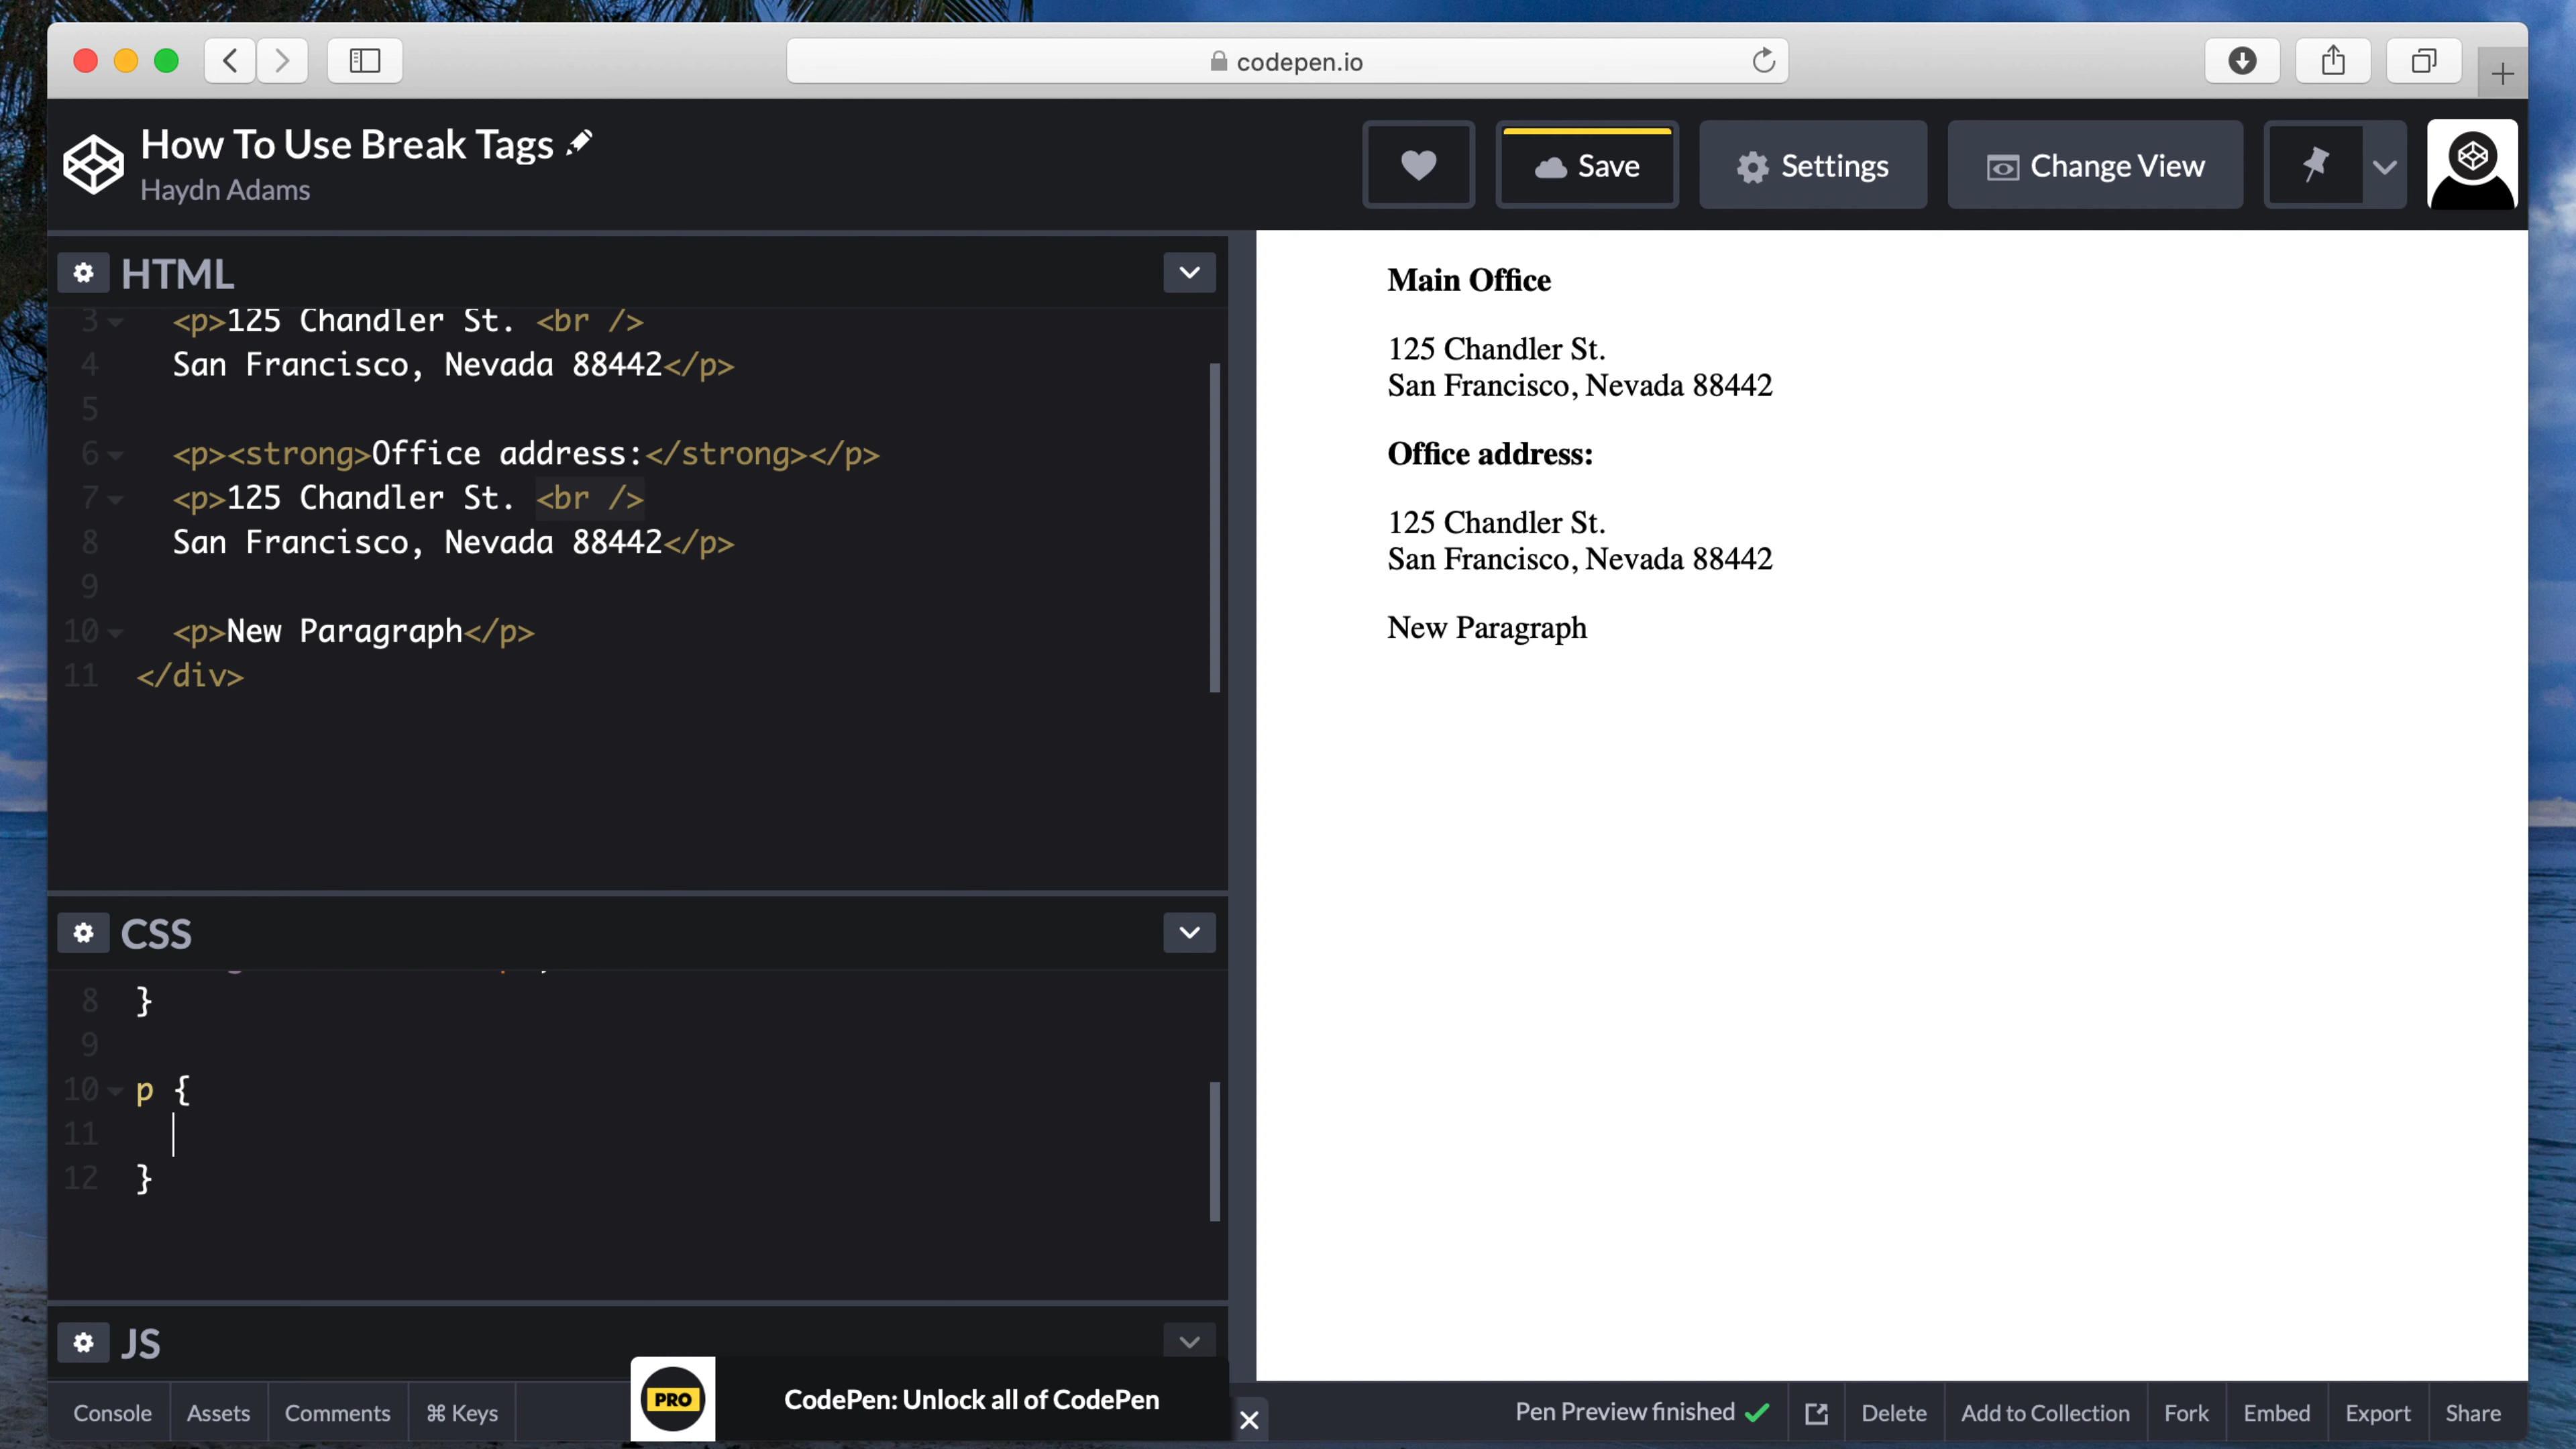 codepen.io
How To Use Break Tags
Haydn Adams
Save
Settings
Change View
HTML
3 <p>125 Chandler St. <br />
4 San Francisco, Nevada 88442</p>
5
6 <p><strong>Office address:</strong></p>
7 <p>125 Chandler St. <br />
8 San Francisco, Nevada 88442</p>
9
10 <p>New Paragraph</p>
11 </div>
CSS
8 }
9
10 p {
11
12 }
JS
Main Office
125 Chandler St.
San Francisco, Nevada 88442
Office address:
125 Chandler St.
San Francisco, Nevada 88442
New Paragraph
Console Assets Comments ⌘ Keys
PRO
CodePen: Unlock all of CodePen
Pen Preview finished
Delete Add to Collection Fork Embed Export Share